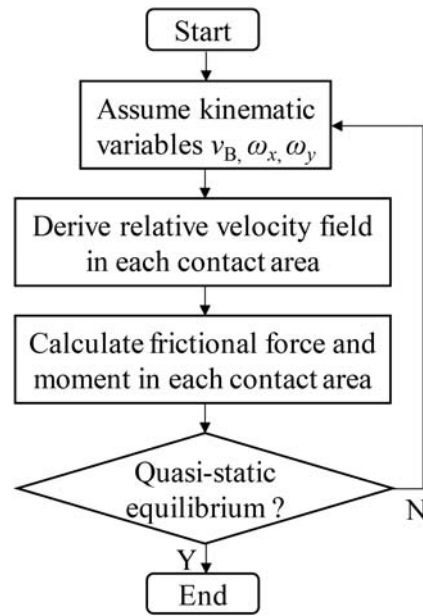 Start
Assume kinematic
variables v_B, ω_x, ω_y
Derive relative velocity field
in each contact area
Calculate frictional force and
moment in each contact area
Quasi-static
equilibrium ?
N
Y
End